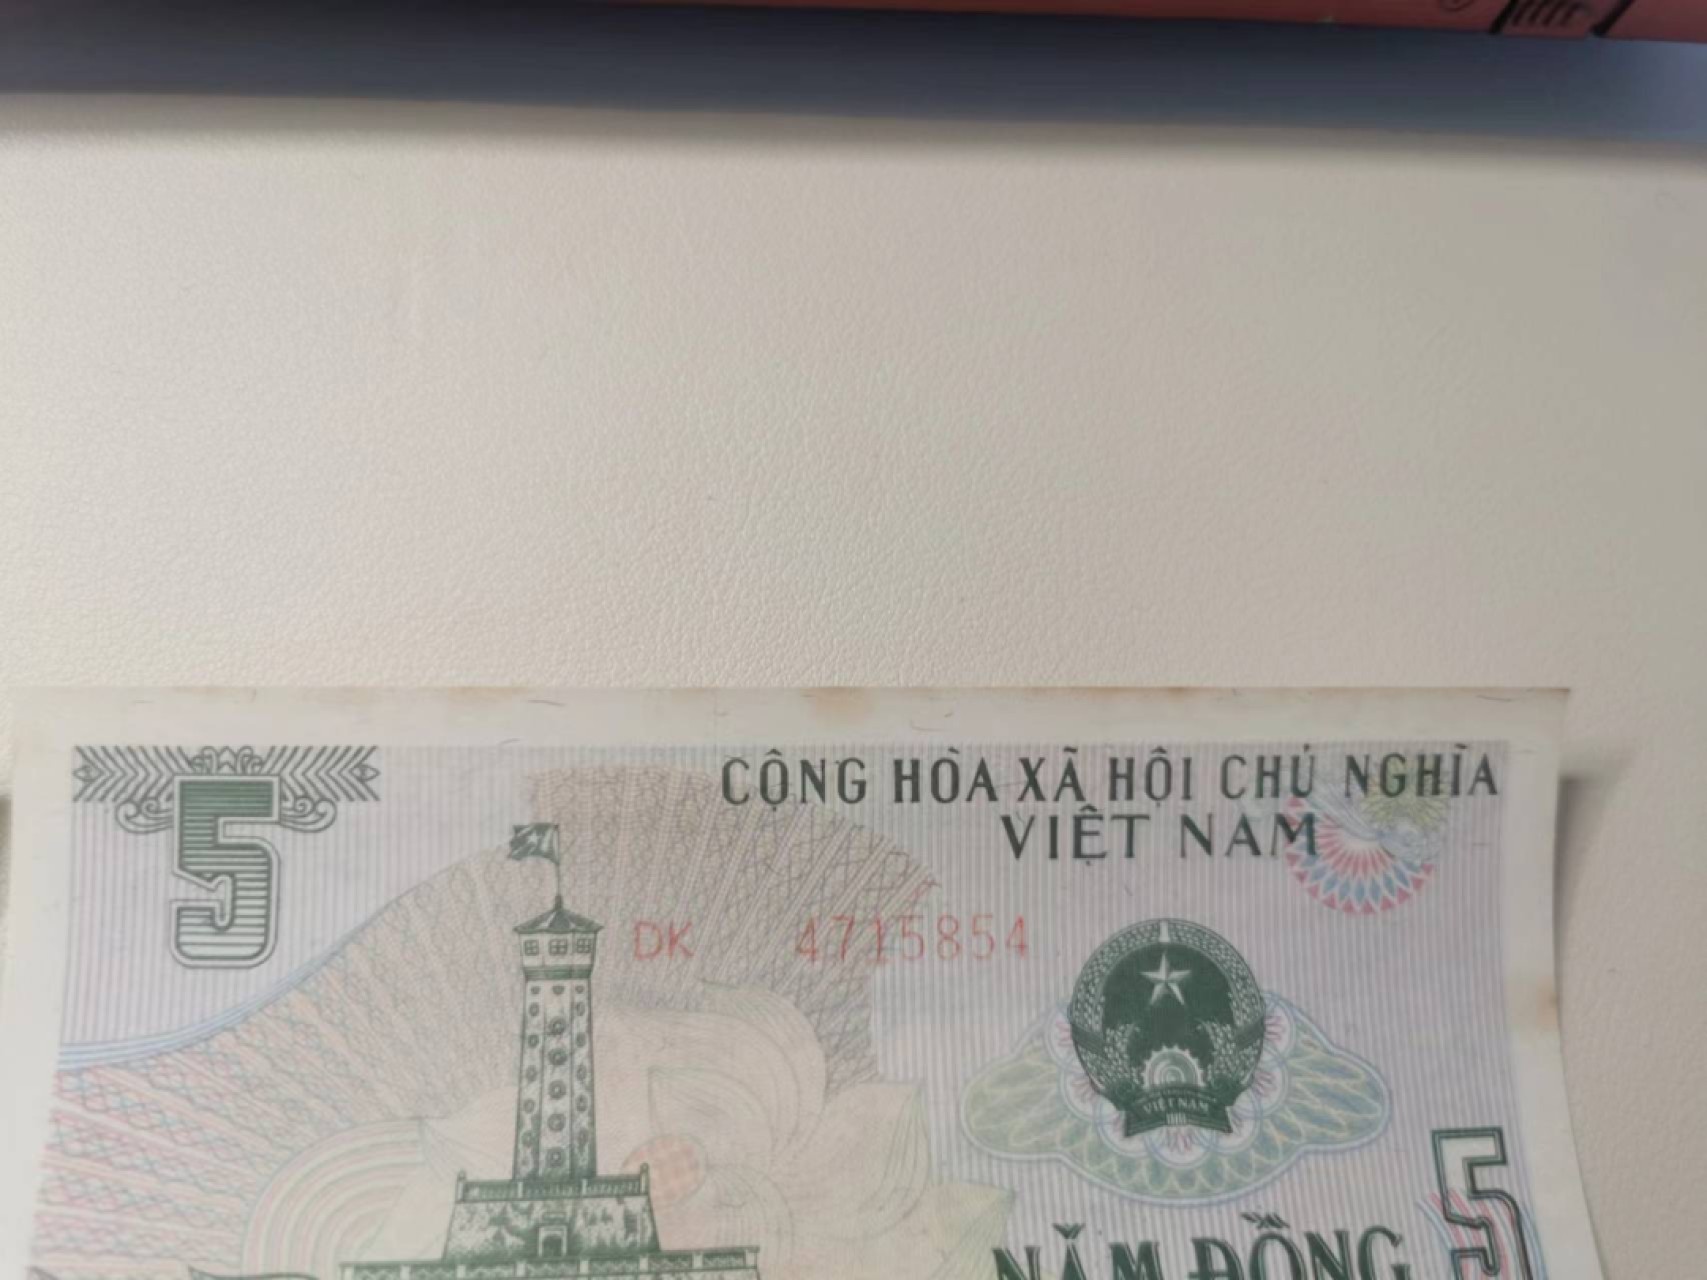 5
CỘNG HÒA XÃ HỘI CHỦ NGHĨA
VIỆT NAM
DK 4715854
VIỆT NAM
5
NĂM ĐỒNG